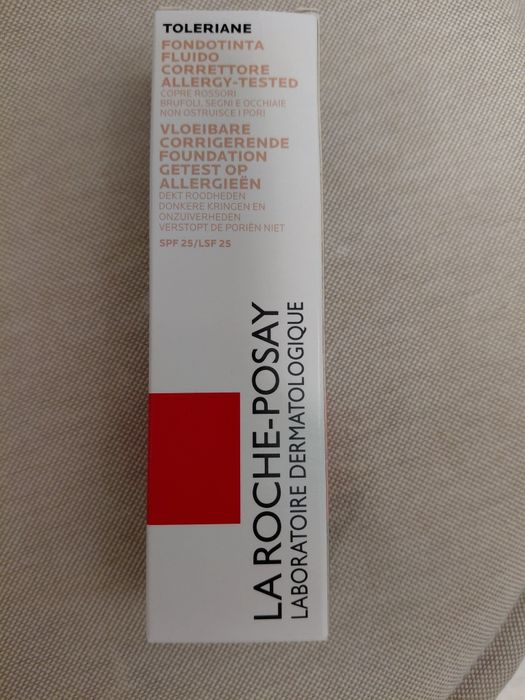 TOLERIANE
FONDOTINTA
FLUIDO
CORRETTORE
ALLERGY-TESTED
COPRE ROSSORI
BRUFOLI, SEGNI E OCCHIAIE
NON OSTRUISCE I PORI
VLOEIBARE
CORRIGERENDE
FOUNDATION
GETEST OP
ALLERGIEËN
DEKT ROODHEDEN
DONKERE KRINGEN EN
ONZUIVERHEDEN
VERSTOPT DE PORIËN NIET
SPF 25/LSF 25
LA ROCHE-POSAY
LABORATOIRE DERMATOLOGIQUE